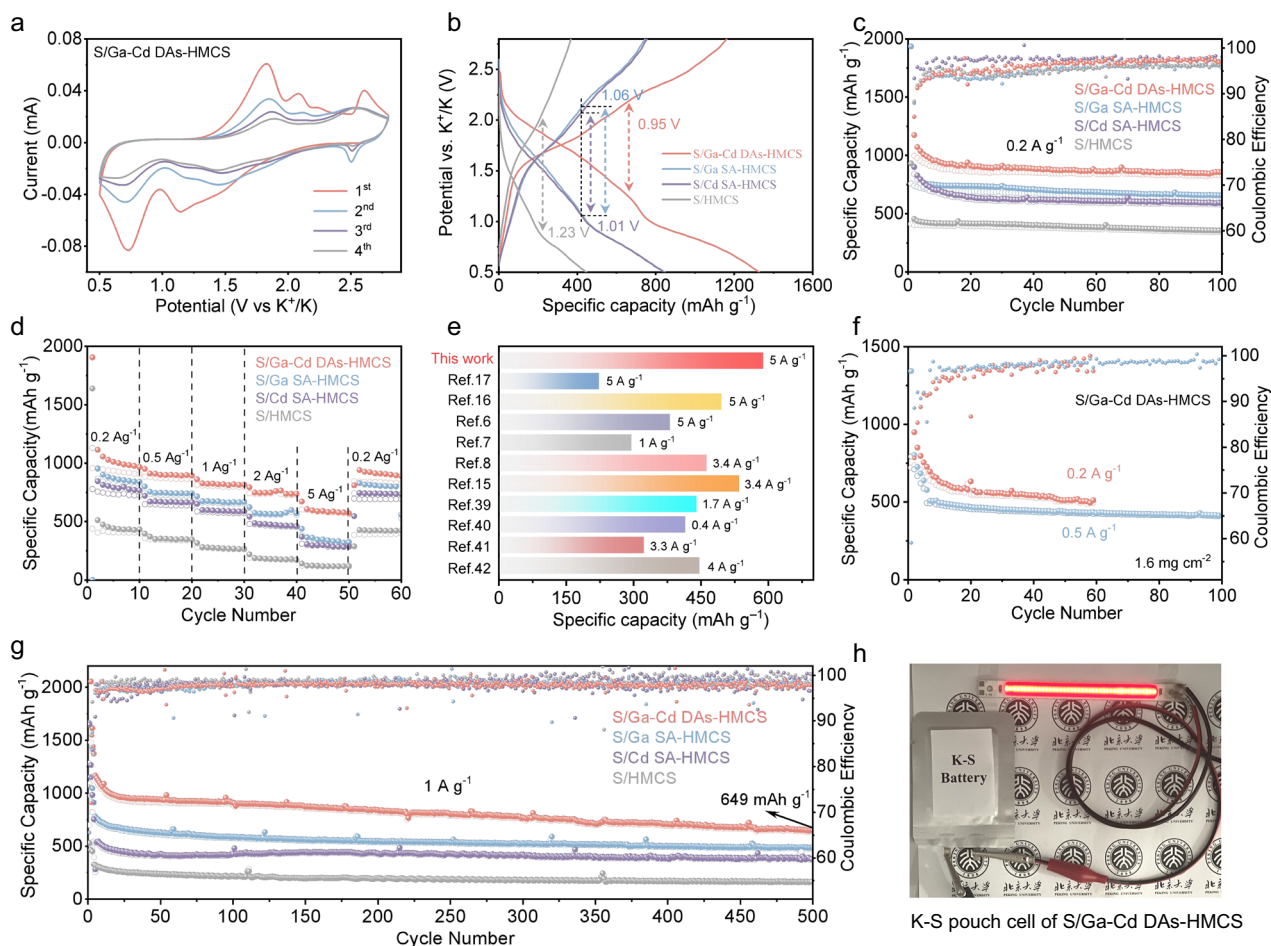 a
S/Ga-Cd DAs-HMCS
0.08
0.04
0.00
-0.04
-0.08
Current (mA)
1st
2nd
3rd
4th
0.5 1.0 1.5 2.0 2.5
Potential (V vs K+/K)
b
2.5
2.0
1.5
1.0
0.5
Potential vs. K+/K (V)
1.06 V
0.95 V
S/Ga-Cd DAs-HMCS
S/Ga SA-HMCS
S/Cd SA-HMCS
S/HMCS
1.23 V
1.01 V
0 400 800 1200 1600
Specific capacity (mAh g–1)
c
2000
1500
1000
500
0
Specific Capacity (mAh g-1)
S/Ga-Cd DAs-HMCS
S/Ga SA-HMCS
S/Cd SA-HMCS
S/HMCS
0.2 A g-1
100
90
80
70
60
Coulombic Efficiency
0 20 40 60 80 100
Cycle Number
d
2000
1500
1000
500
0
Specific Capacity(mAh g-1)
S/Ga-Cd DAs-HMCS
S/Ga SA-HMCS
S/Cd SA-HMCS
S/HMCS
0.2 Ag-1
0.5 Ag-1
1 Ag-1
2 Ag-1
5 Ag-1
0.2 Ag-1
0 10 20 30 40 50 60
Cycle Number
e
This work
5 A g-1
Ref.17
5 A g-1
Ref.16
5 A g-1
Ref.6
5 A g-1
Ref.7
1 A g-1
Ref.8
3.4 A g-1
Ref.15
3.4 A g-1
Ref.39
1.7 A g-1
Ref.40
0.4 A g-1
Ref.41
3.3 A g-1
Ref.42
4 A g-1
0 150 300 450 600
Specific capacity (mAh g–1)
f
1500
1000
500
0
Specific Capacity (mAh g-1)
S/Ga-Cd DAs-HMCS
0.2 A g-1
0.5 A g-1
1.6 mg cm-2
100
90
80
70
60
Coulombic Efficiency
0 20 40 60 80 100
Cycle Number
g
2000
1500
1000
500
0
Specific Capacity (mAh g-1)
S/Ga-Cd DAs-HMCS
S/Ga SA-HMCS
S/Cd SA-HMCS
S/HMCS
1 A g-1
649 mAh g-1
100
90
80
70
60
Coulombic Efficiency
0 50 100 150 200 250 300 350 400 450 500
Cycle Number
h
K-S
Battery
北京大学
PEKING UNIVERSITY
K-S pouch cell of S/Ga-Cd DAs-HMCS